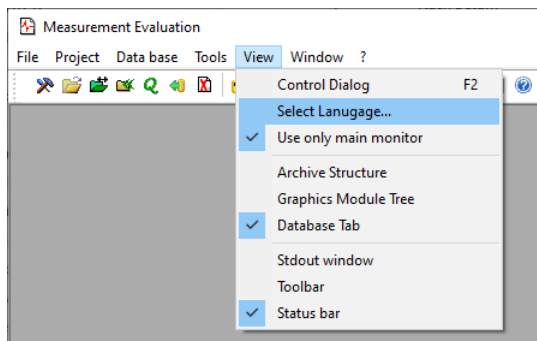 Measurement Evaluation
File Project Data base Tools View Window ?
Control Dialog F2
Select Lanugage...
Use only main monitor
Archive Structure
Graphics Module Tree
Database Tab
Stdout window
Toolbar
Status bar